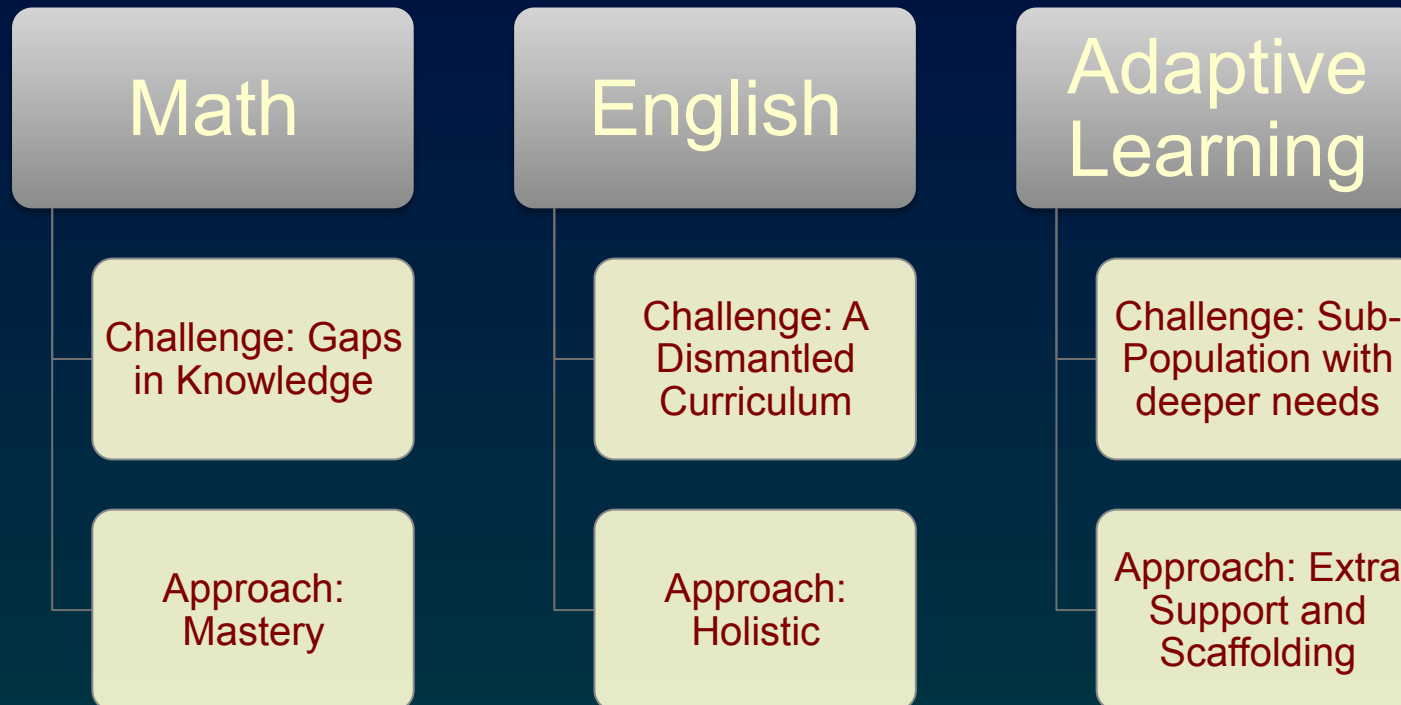 Math
Challenge: Gaps
in Knowledge
Approach:
Mastery
English
Challenge: A
Dismantled
Curriculum
Approach:
Holistic
Adaptive
Learning
Challenge: Sub-
Population with
deeper needs
Approach: Extra
Support and
Scaffolding